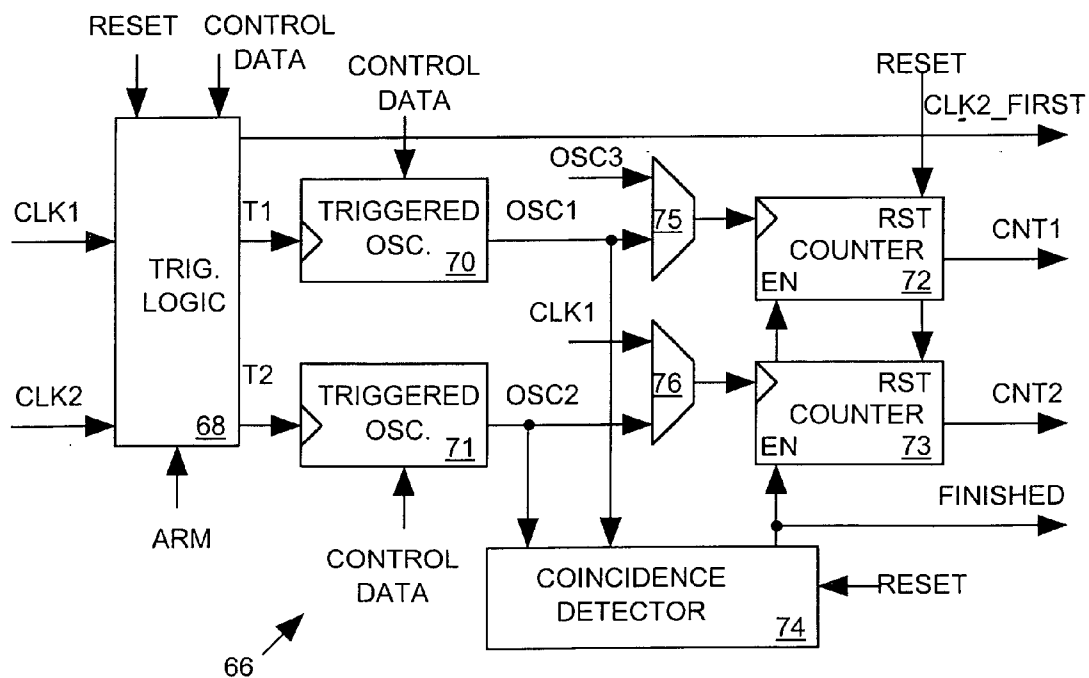 RESET
CONTROL
DATA
CONTROL
DATA
RESET
CLK2_FIRST
OSC3
CLK1
T1
TRIGGERED
OSC.
70
OSC1
75
RST
COUNTER
EN
72
CNT1
TRIG.
LOGIC
CLK1
CLK2
T2
68
TRIGGERED
OSC.
71
OSC2
76
RST
COUNTER
EN
73
CNT2
FINISHED
ARM
CONTROL
DATA
COINCIDENCE
DETECTOR
74
RESET
66